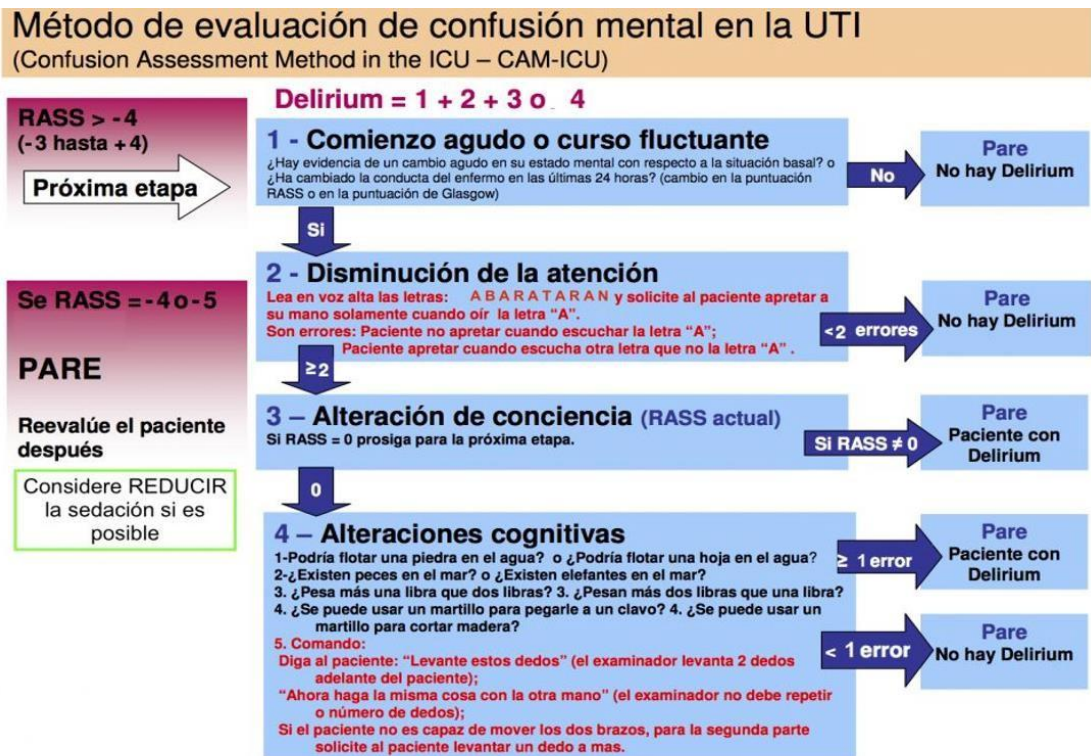 Método de evaluación de confusión mental en la UTI
(Confusion Assessment Method in the ICU – CAM-ICU)
Delirium = 1 + 2 + 3 o 4
RASS > -4
(-3 hasta +4)
Próxima etapa
1 - Comienzo agudo o curso fluctuante
¿Hay evidencia de un cambio agudo en su estado mental con respecto a la situación basal? o
¿Ha cambiado la conducta del enfermo en las últimas 24 horas? (cambio en la puntuación
RASS o en la puntuación de Glasgow)
No
Pare
No hay Delirium
Si
Se RASS = -4 o -5
PARE
Reevalúe el paciente
después
Considere REDUCIR
la sedación si es
posible
2 - Disminución de la atención
Lea en voz alta las letras: A B A R A T A R A N y solicite al paciente apretar a
su mano solamente cuando oír la letra “A”.
Son errores: Paciente no apretar cuando escuchar la letra “A”;
Paciente apretar cuando escucha otra letra que no la letra “A” .
<2 errores
Pare
No hay Delirium
≥2
3 – Alteración de conciencia (RASS actual)
Si RASS = 0 prosiga para la próxima etapa.
Si RASS ≠ 0
Pare
Paciente con
Delirium
0
4 – Alteraciones cognitivas
1-Podría flotar una piedra en el agua? o ¿Podría flotar una hoja en el agua?
2-¿Existen peces en el mar? o ¿Existen elefantes en el mar?
3. ¿Pesa más una libra que dos libras? 3. ¿Pesan más dos libras que una libra?
4. ¿Se puede usar un martillo para pegarle a un clavo? 4. ¿Se puede usar un
martillo para cortar madera?
5. Comando:
Diga al paciente: “Levante estos dedos” (el examinador levanta 2 dedos
adelante del paciente);
“Ahora haga la misma cosa con la otra mano” (el examinador no debe repetir
o número de dedos);
Si el paciente no es capaz de mover los dos brazos, para la segunda parte
solicite al paciente levantar un dedo a mas.
≥ 1 error
Pare
Paciente con
Delirium
< 1 error
Pare
No hay Delirium